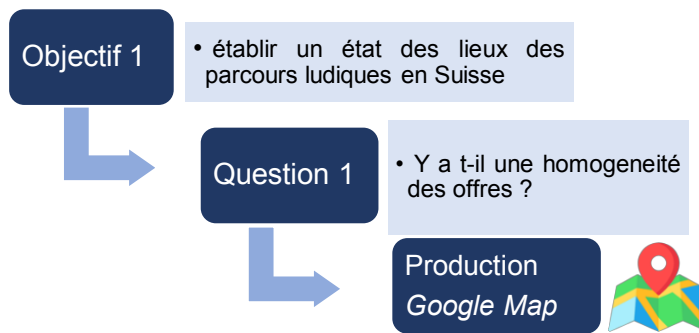 Objectif 1
• établir un état des lieux des
parcours ludiques en Suisse
Question 1
• Y a t-il une homogeneité
des offres ?
Production
Google Map